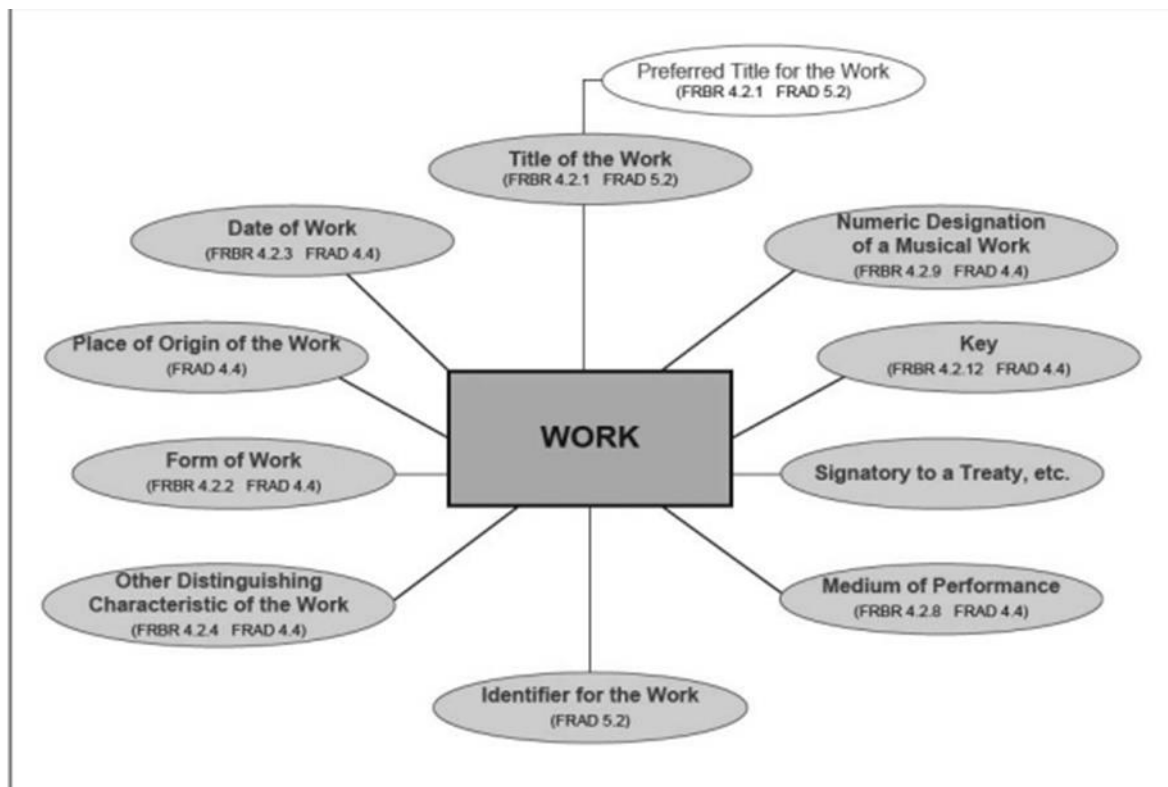 Preferred Title for the Work
(FRBR 4.2.1 FRAD 5.2)
Title of the Work
(FRBR 4.2.1 FRAD 5.2)
Date of Work
(FRBR 4.2.3 FRAD 4.4)
Numeric Designation
of a Musical Work
(FRBR 4.2.9 FRAD 4.4)
Place of Origin of the Work
(FRAD 4.4)
Key
(FRBR 4.2.12 FRAD 4.4)
WORK
Form of Work
(FRBR 4.2.2 FRAD 4.4)
Signatory to a Treaty, etc.
Other Distinguishing
Characteristic of the Work
(FRBR 4.2.4 FRAD 4.4)
Medium of Performance
(FRBR 4.2.8 FRAD 4.4)
Identifier for the Work
(FRAD 5.2)